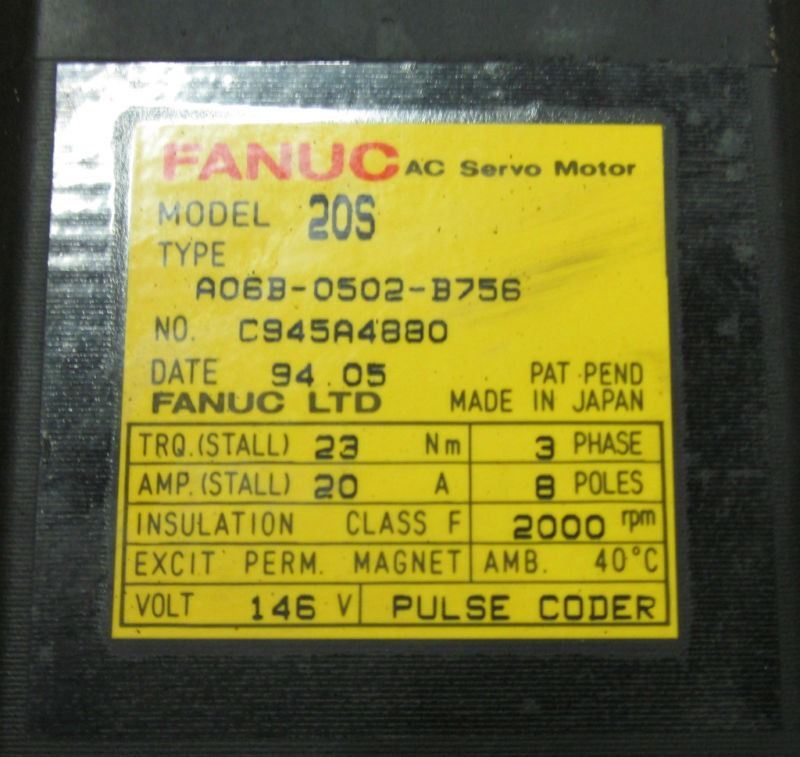 FANUC AC Servo Motor
MODEL 20S
TYPE
A06B-0502-B756
NO. C945A4880
DATE 94.05 PAT PEND
FANUC LTD MADE IN JAPAN
TRQ.(STALL) 23 Nm 3 PHASE
AMP.(STALL) 20 A 8 POLES
INSULATION CLASS F 2000 rpm
EXCIT PERM. MAGNET AMB. 40°C
VOLT 146 V PULSE CODER